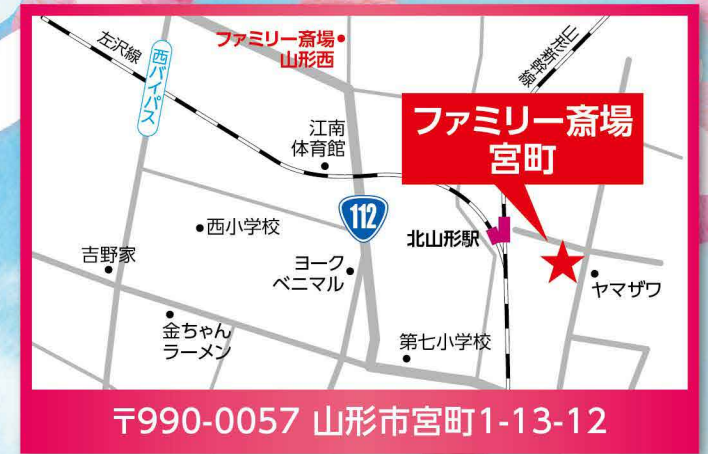 左沢線
西バイパス
ファミリー斎場
山形西
山形新幹線
江南
体育館
ファミリー斎場
宮町
112
西小学校
北山形駅
吉野家
ヨーク
ベニマル
ヤマザワ
金ちゃん
ラーメン
第七小学校
〒990-0057 山形市宮町1-13-12